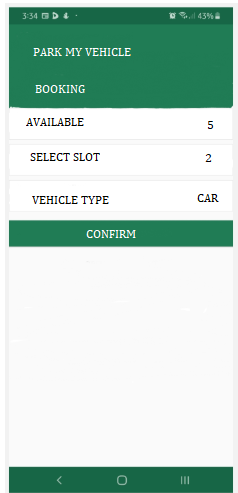 3:34 43%
PARK MY VEHICLE
BOOKING
AVAILABLE 5
SELECT SLOT 2
VEHICLE TYPE CAR
CONFIRM